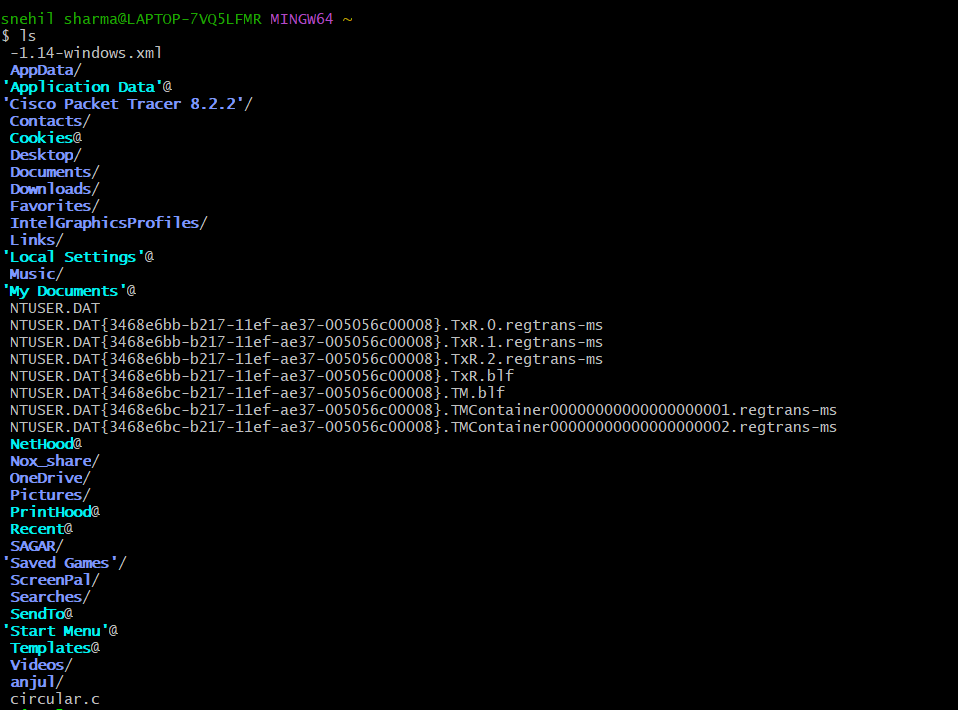 snehil sharma@LAPTOP-7VQ5LFMR MINGW64 ~
$ ls
-1.14-windows.xml
AppData/
'Application Data'@
'Cisco Packet Tracer 8.2.2'/
Contacts/
Cookies@
Desktop/
Documents/
Downloads/
Favorites/
IntelGraphicsProfiles/
Links/
'Local Settings'@
Music/
'My Documents'@
NTUSER.DAT
NTUSER.DAT{3468e6bb-b217-11ef-ae37-005056c00008}.TxR.0.regtrans-ms
NTUSER.DAT{3468e6bb-b217-11ef-ae37-005056c00008}.TxR.1.regtrans-ms
NTUSER.DAT{3468e6bb-b217-11ef-ae37-005056c00008}.TxR.2.regtrans-ms
NTUSER.DAT{3468e6bb-b217-11ef-ae37-005056c00008}.TxR.blf
NTUSER.DAT{3468e6bc-b217-11ef-ae37-005056c00008}.TM.blf
NTUSER.DAT{3468e6bc-b217-11ef-ae37-005056c00008}.TMContainer00000000000000000001.regtrans-ms
NTUSER.DAT{3468e6bc-b217-11ef-ae37-005056c00008}.TMContainer00000000000000000002.regtrans-ms
NetHood@
Nox_share/
OneDrive/
Pictures/
PrintHood@
Recent@
SAGAR/
'Saved Games'/
ScreenPal/
Searches/
SendTo@
'Start Menu'@
Templates@
Videos/
anjul/
circular.c